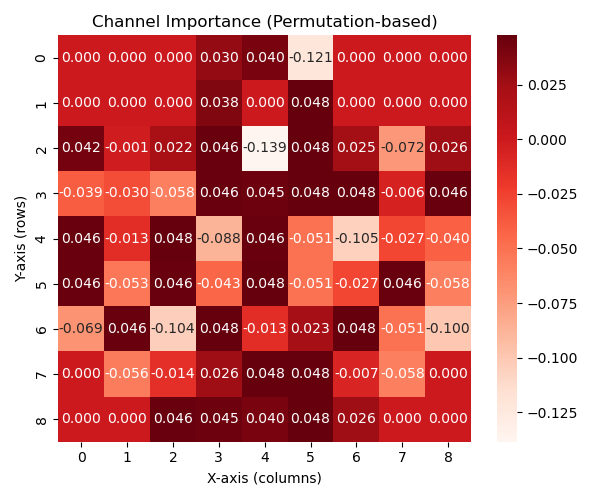 Channel Importance (Permutation-based)
0 0.000 0.000 0.000 0.030 0.040 -0.121 0.000 0.000 0.000
1 0.000 0.000 0.000 0.038 0.000 0.048 0.000 0.000 0.000
2 0.042 -0.001 0.022 0.046 -0.139 0.048 0.025 -0.072 0.026
3 -0.039 -0.030 -0.058 0.046 0.045 0.048 0.048 -0.006 0.046
4 0.046 -0.013 0.048 -0.088 0.046 -0.051 -0.105 -0.027 -0.040
5 0.046 -0.053 0.046 -0.043 0.048 -0.051 -0.027 0.046 -0.058
6 -0.069 0.046 -0.104 0.048 -0.013 0.023 0.048 -0.051 -0.100
7 0.000 -0.056 -0.014 0.026 0.048 0.048 -0.007 -0.058 0.000
8 0.000 0.000 0.046 0.045 0.040 0.048 0.026 0.000 0.000
0 1 2 3 4 5 6 7 8
X-axis (columns)
Y-axis (rows)
0.025
0.000
−0.025
−0.050
−0.075
−0.100
−0.125